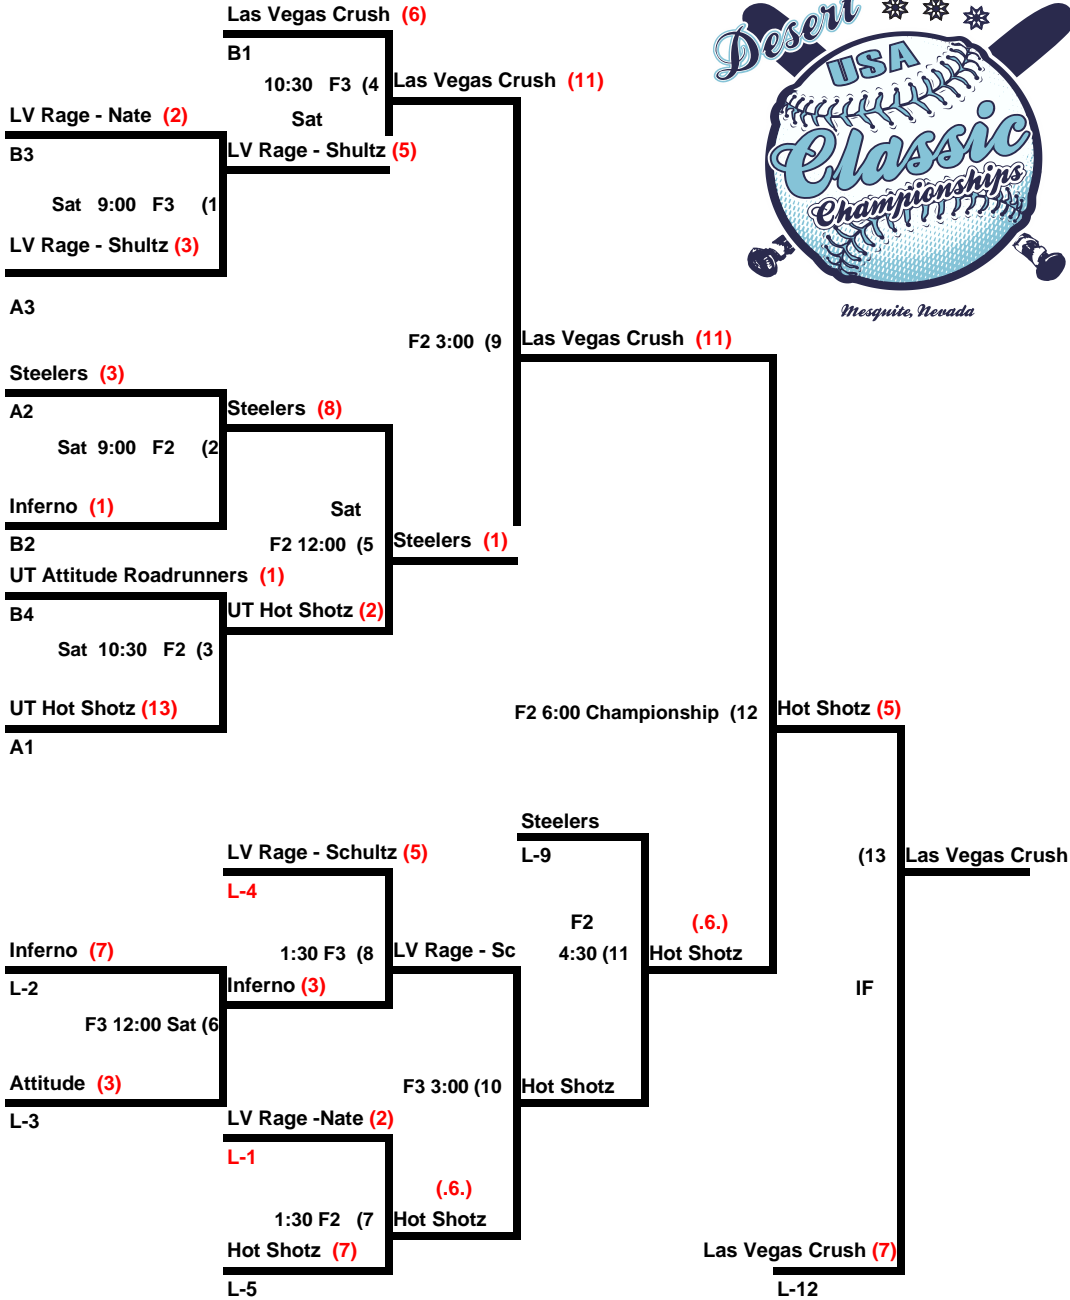 Las Vegas Crush (6)
Desert
B1
USA
10:30 F3 (4
Las Vegas Crush (11)
LV Rage - Nate (2)
Sat
Classic
B3
LV Rage - Shultz (5)
Championships
Sat 9:00 F3 (1
LV Rage - Shultz (3)
A3
Mesquite, Nevada
F2 3:00 (9
Las Vegas Crush (11)
Steelers (3)
A2
Steelers (8)
Sat 9:00 F2 (2
Inferno (1)
Sat
B2
F2 12:00 (5
Steelers (1)
UT Attitude Roadrunners (1)
B4
UT Hot Shotz (2)
Sat 10:30 F2 (3
UT Hot Shotz (13)
F2 6:00 Championship (12
Hot Shotz (5)
A1
Steelers
LV Rage - Schultz (5)
L-9
(13
Las Vegas Crush
L-4
F2
(.6.)
Inferno (7)
1:30 F3 (8
LV Rage - Sc
4:30 (11
Hot Shotz
L-2
Inferno (3)
IF
F3 12:00 Sat (6
Attitude (3)
F3 3:00 (10
Hot Shotz
L-3
LV Rage -Nate (2)
L-1
(.6.)
1:30 F2 (7
Hot Shotz
Hot Shotz (7)
Las Vegas Crush (7)
L-5
L-12